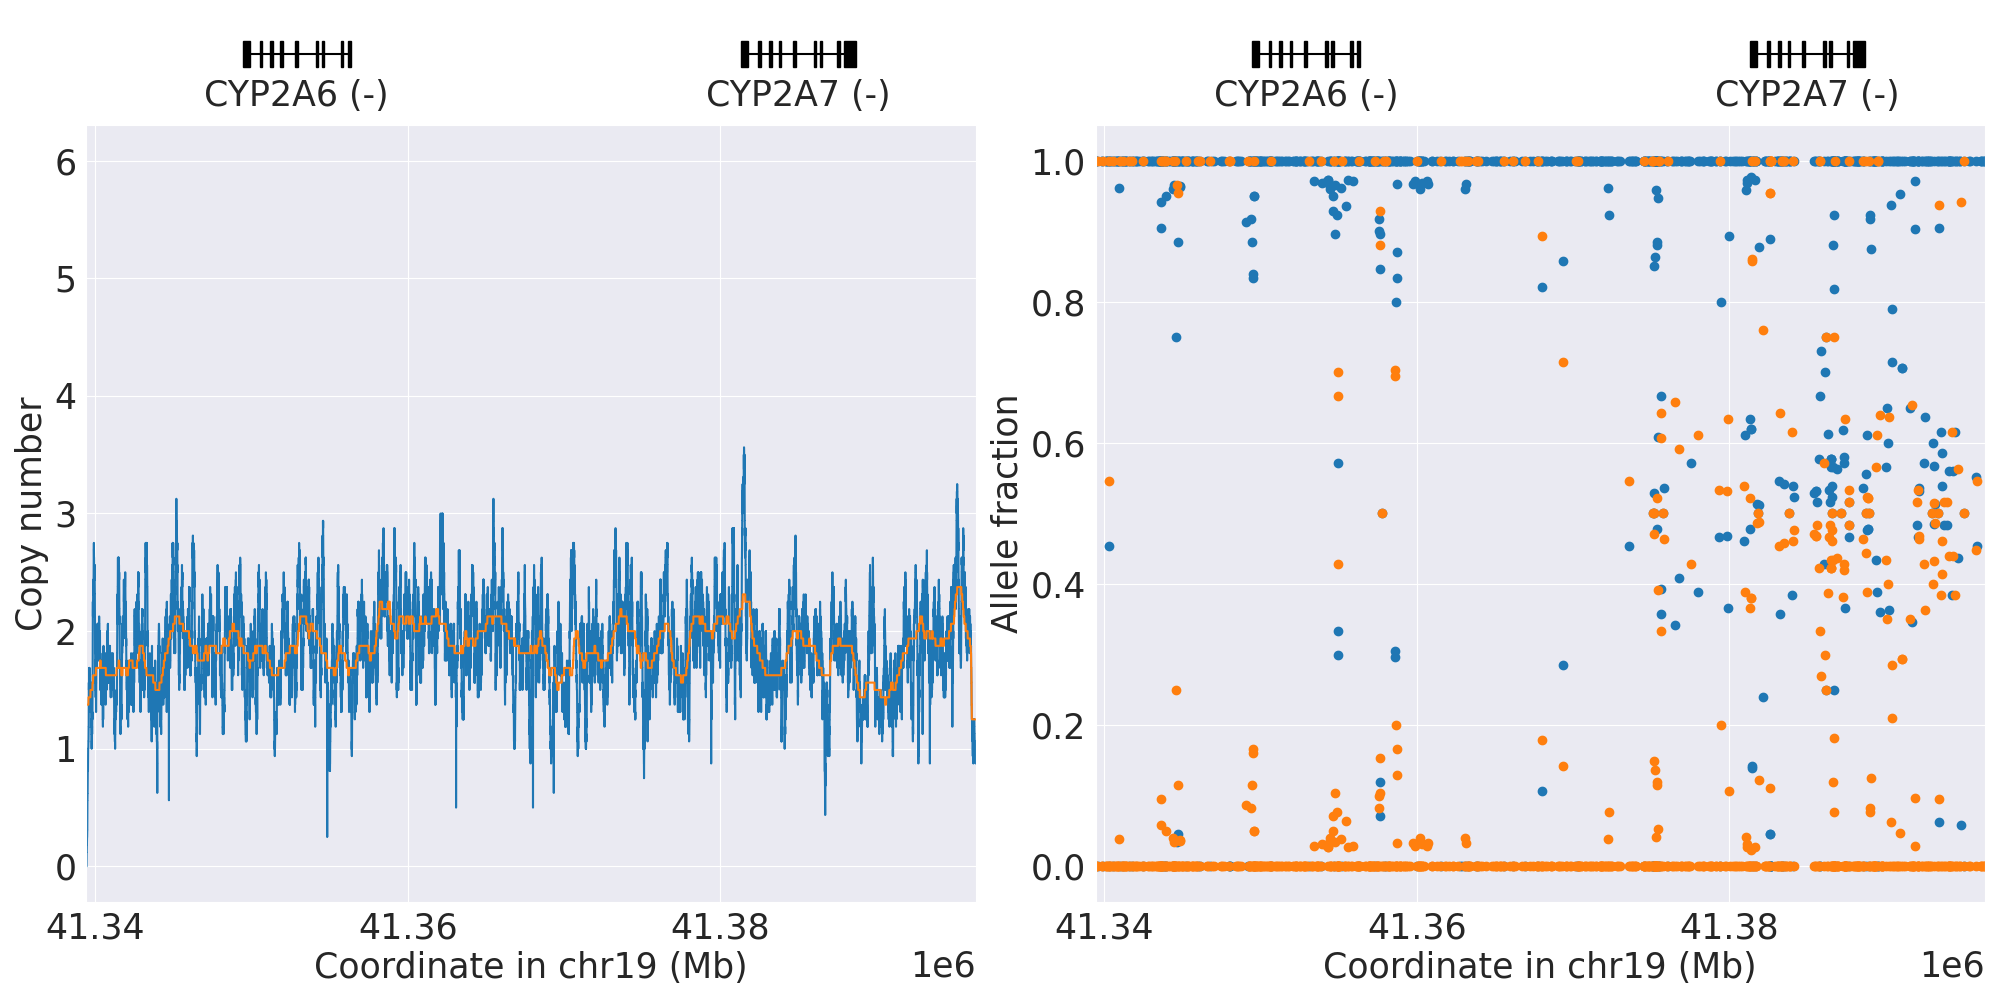 CYP2A6 (-)
CYP2A7 (-)
Copy number
6
5
4
3
2
1
0
41.34
41.36
41.38
Coordinate in chr19 (Mb)
1e6
CYP2A6 (-)
CYP2A7 (-)
Allele fraction
1.0
0.8
0.6
0.4
0.2
0.0
41.34
41.36
41.38
Coordinate in chr19 (Mb)
1e6